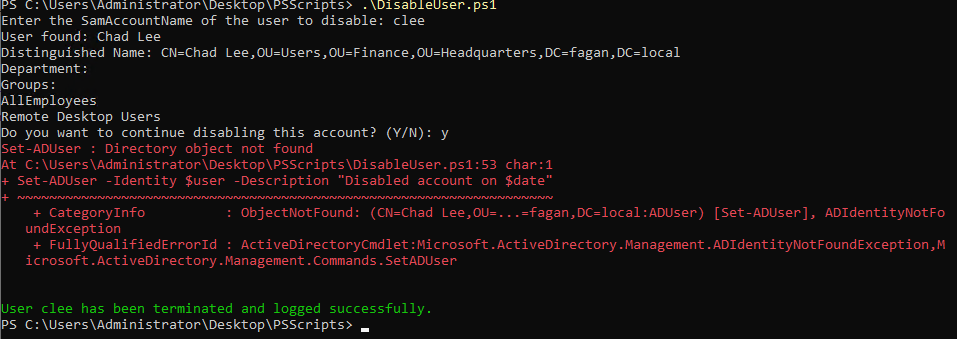 PS C:\Users\Administrator\Desktop\PSScripts> .\DisableUser.ps1
Enter the SamAccountName of the user to disable: clee
User found: Chad Lee
Distinguished Name: CN=Chad Lee,OU=Users,OU=Finance,OU=Headquarters,DC=fagan,DC=local
Department:
Groups:
AllEmployees
Remote Desktop Users
Do you want to continue disabling this account? (Y/N): y
Set-ADUser : Directory object not found
At C:\Users\Administrator\Desktop\PSScripts\DisableUser.ps1:53 char:1
+ Set-ADUser -Identity $user -Description "Disabled account on $date"
+ ~~~~~~~~~~~~~~~~~~~~~~~~~~~~~~~~~~~~~~~~~~~~~~~~~~~~~~~~~~~~~~~~~~~
+ CategoryInfo : ObjectNotFound: (CN=Chad Lee,OU=...=fagan,DC=local:ADUser) [Set-ADUser], ADIdentityNotFo
undException
+ FullyQualifiedErrorId : ActiveDirectoryCmdlet:Microsoft.ActiveDirectory.Management.ADIdentityNotFoundException,M
icrosoft.ActiveDirectory.Management.Commands.SetADUser
User clee has been terminated and logged successfully.
PS C:\Users\Administrator\Desktop\PSScripts>